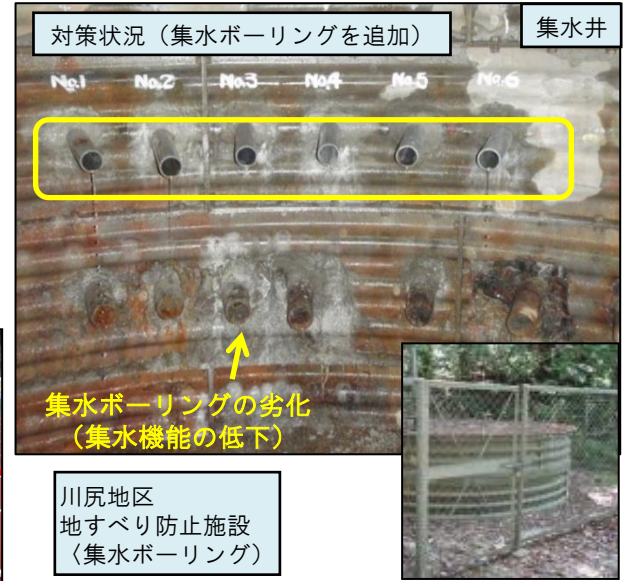 対策状況（集水ボーリングを追加）
集水井
No.1 No.2 No.3 No.4 No.5 No.6
集水ボーリングの劣化
（集水機能の低下）
川尻地区
地すべり防止施設
〈集水ボーリング〉